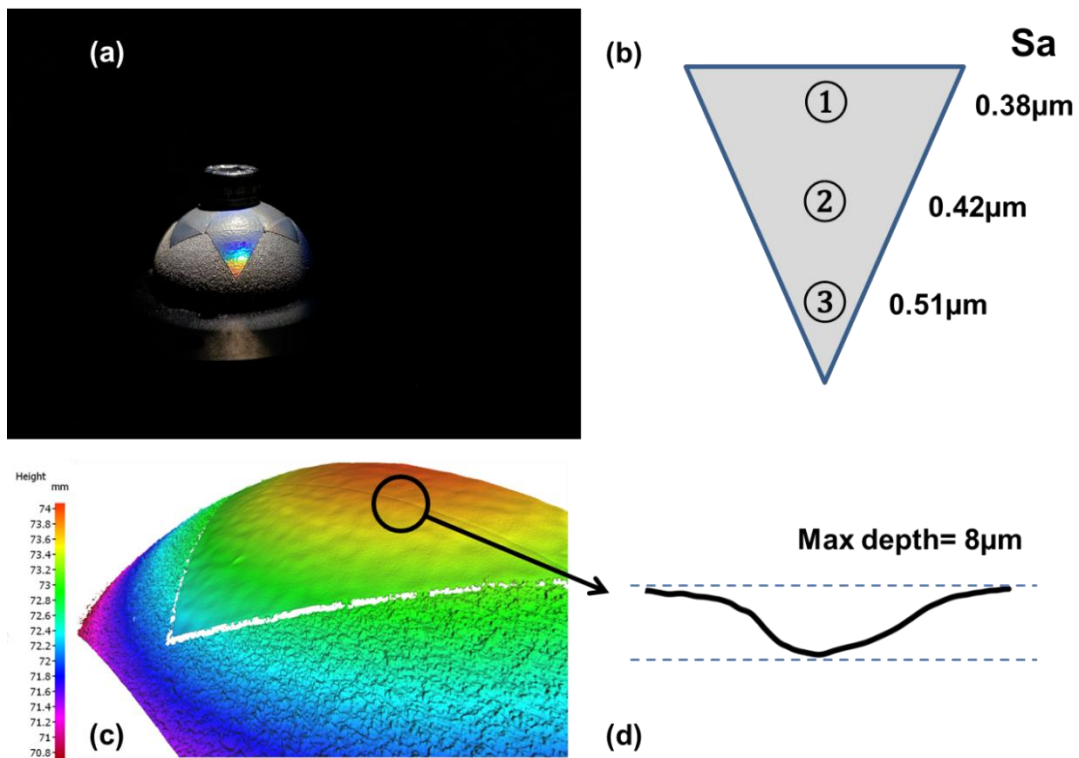 (a)
(b)
Sa
① 0.38µm
② 0.42µm
③ 0.51µm
Height
mm
74
73.8
73.6
73.4
73.2
73
72.8
72.6
72.4
72.2
72
71.8
71.6
71.4
71.2
71
70.8
(c)
Max depth= 8µm
(d)